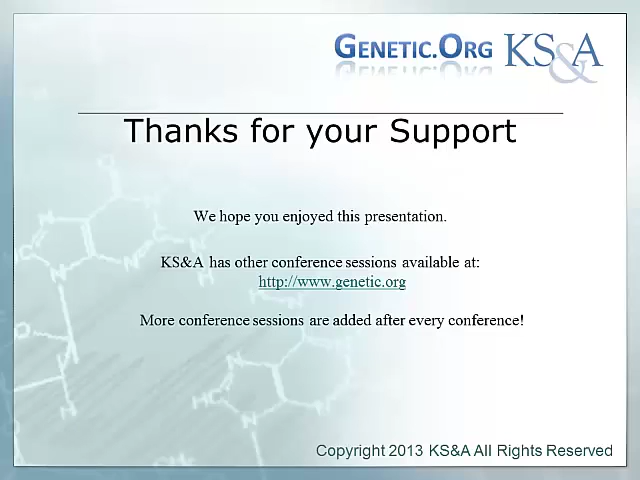 GENETIC.ORG KS&A
Thanks for your Support
We hope you enjoyed this presentation.
KS&A has other conference sessions available at:
http://www.genetic.org
More conference sessions are added after every conference!
Copyright 2013 KS&A All Rights Reserved